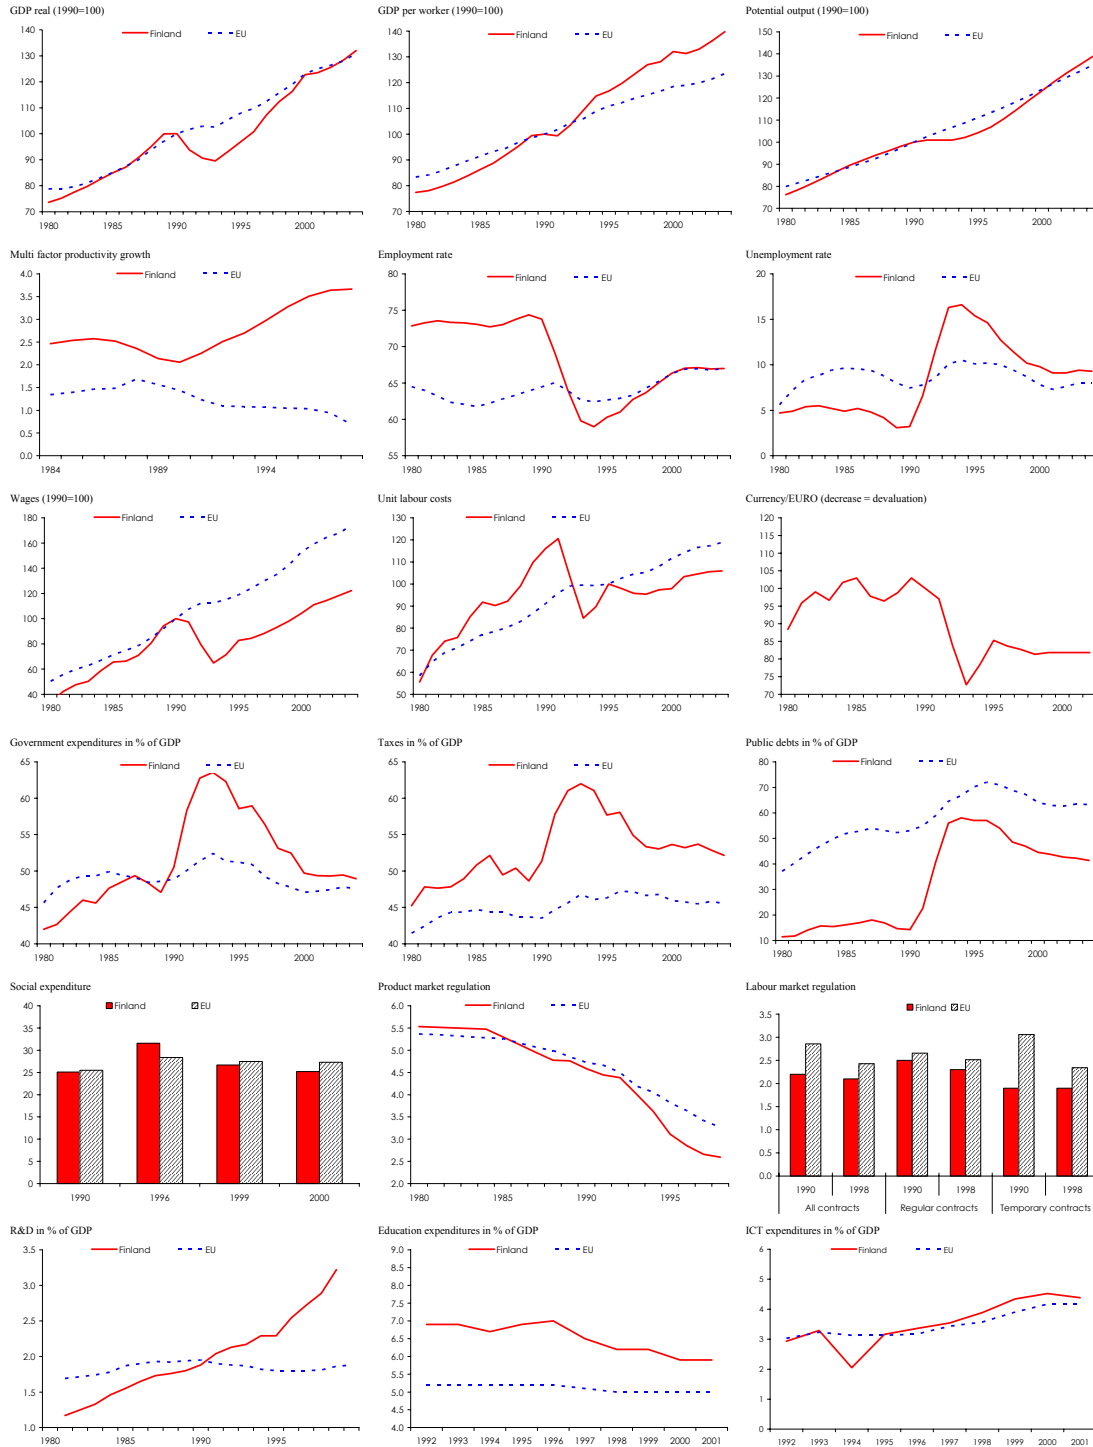 GDP real (1990=100)
Finland EU
140
130
120
110
100
90
80
70
1980 1985 1990 1995 2000
GDP per worker (1990=100)
Finland EU
140
130
120
110
100
90
80
70
1980 1985 1990 1995 2000
Potential output (1990=100)
Finland EU
150
140
130
120
110
100
90
80
70
1980 1985 1990 1995 2000
Multi factor productivity growth
Finland EU
4.0
3.5
3.0
2.5
2.0
1.5
1.0
0.5
0.0
1984 1989 1994
Employment rate
Finland EU
80
75
70
65
60
55
1980 1985 1990 1995 2000
Unemployment rate
Finland EU
20
15
10
5
0
1980 1985 1990 1995 2000
Wages (1990=100)
Finland EU
180
160
140
120
100
80
60
40
1980 1985 1990 1995 2000
Unit labour costs
Finland EU
130
120
110
100
90
80
70
60
50
1980 1985 1990 1995 2000
Currency/EURO (decrease = devaluation)
120
115
110
105
100
95
90
85
80
75
70
1980 1985 1990 1995 2000
Government expenditures in % of GDP
Finland EU
65
60
55
50
45
40
1980 1985 1990 1995 2000
Taxes in % of GDP
Finland EU
65
60
55
50
45
40
1980 1985 1990 1995 2000
Public debts in % of GDP
Finland EU
80
70
60
50
40
30
20
10
1980 1985 1990 1995 2000
Social expenditure
Finland EU
40
35
30
25
20
15
10
5
0
1990 1996 1999 2000
Product market regulation
Finland EU
6.0
5.5
5.0
4.5
4.0
3.5
3.0
2.5
2.0
1980 1985 1990 1995
Labour market regulation
Finland EU
3.5
3.0
2.5
2.0
1.5
1.0
0.5
0.0
1990 1998 1990 1998 1990 1998
All contracts Regular contracts Temporary contracts
R&D in % of GDP
Finland EU
3.5
3.0
2.5
2.0
1.5
1.0
1980 1985 1990 1995
Education expenditures in % of GDP
Finland EU
9.0
8.5
8.0
7.5
7.0
6.5
6.0
5.5
5.0
4.5
4.0
1992 1993 1994 1995 1996 1997 1998 1999 2000 2001
ICT expenditures in % of GDP
Finland EU
6
5
4
3
2
1
0
1992 1993 1994 1995 1996 1997 1998 1999 2000 2001